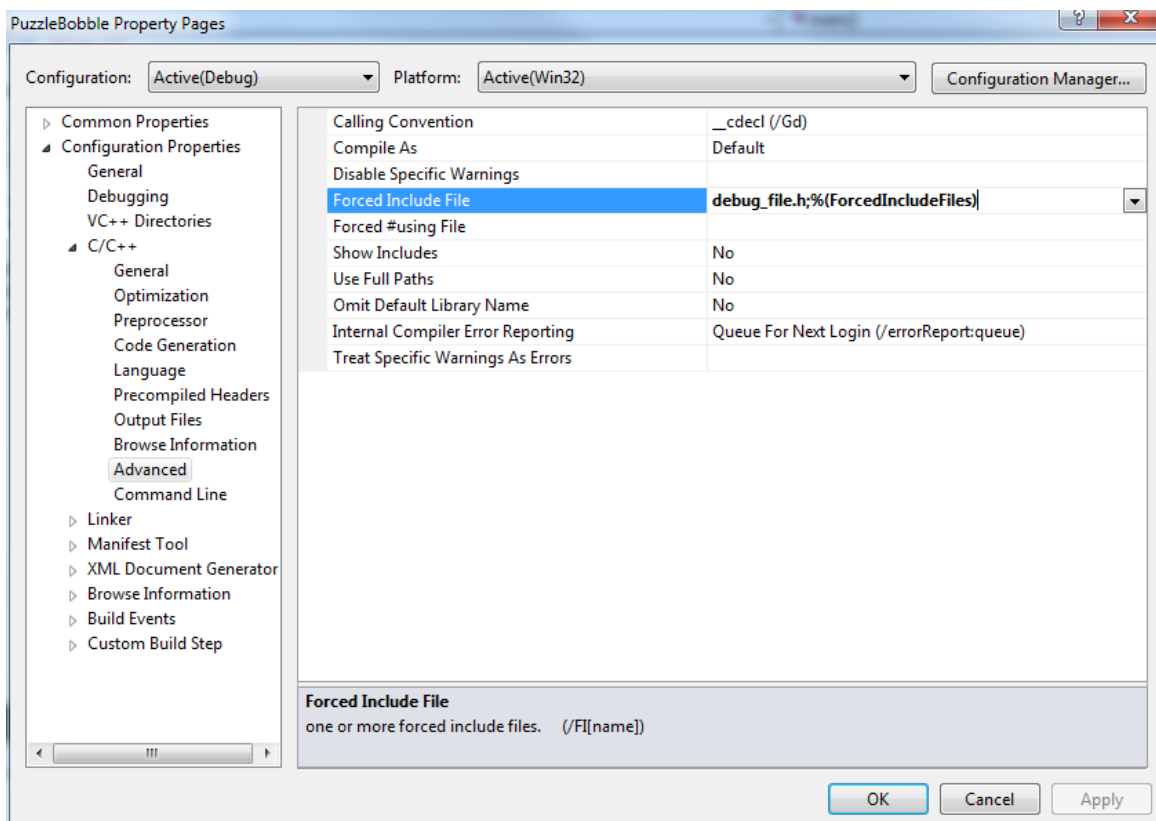 PuzzleBobble Property Pages
Configuration: Active(Debug) Platform: Active(Win32) Configuration Manager...
Common Properties
Configuration Properties
General
Debugging
VC++ Directories
C/C++
General
Optimization
Preprocessor
Code Generation
Language
Precompiled Headers
Output Files
Browse Information
Advanced
Command Line
Linker
Manifest Tool
XML Document Generator
Browse Information
Build Events
Custom Build Step
Calling Convention __cdecl (/Gd)
Compile As Default
Disable Specific Warnings
Forced Include File debug_file.h;%(ForcedIncludeFiles)
Forced #using File
Show Includes No
Use Full Paths No
Omit Default Library Name No
Internal Compiler Error Reporting Queue For Next Login (/errorReport:queue)
Treat Specific Warnings As Errors
Forced Include File
one or more forced include files. (/FI[name])
OK Cancel Apply